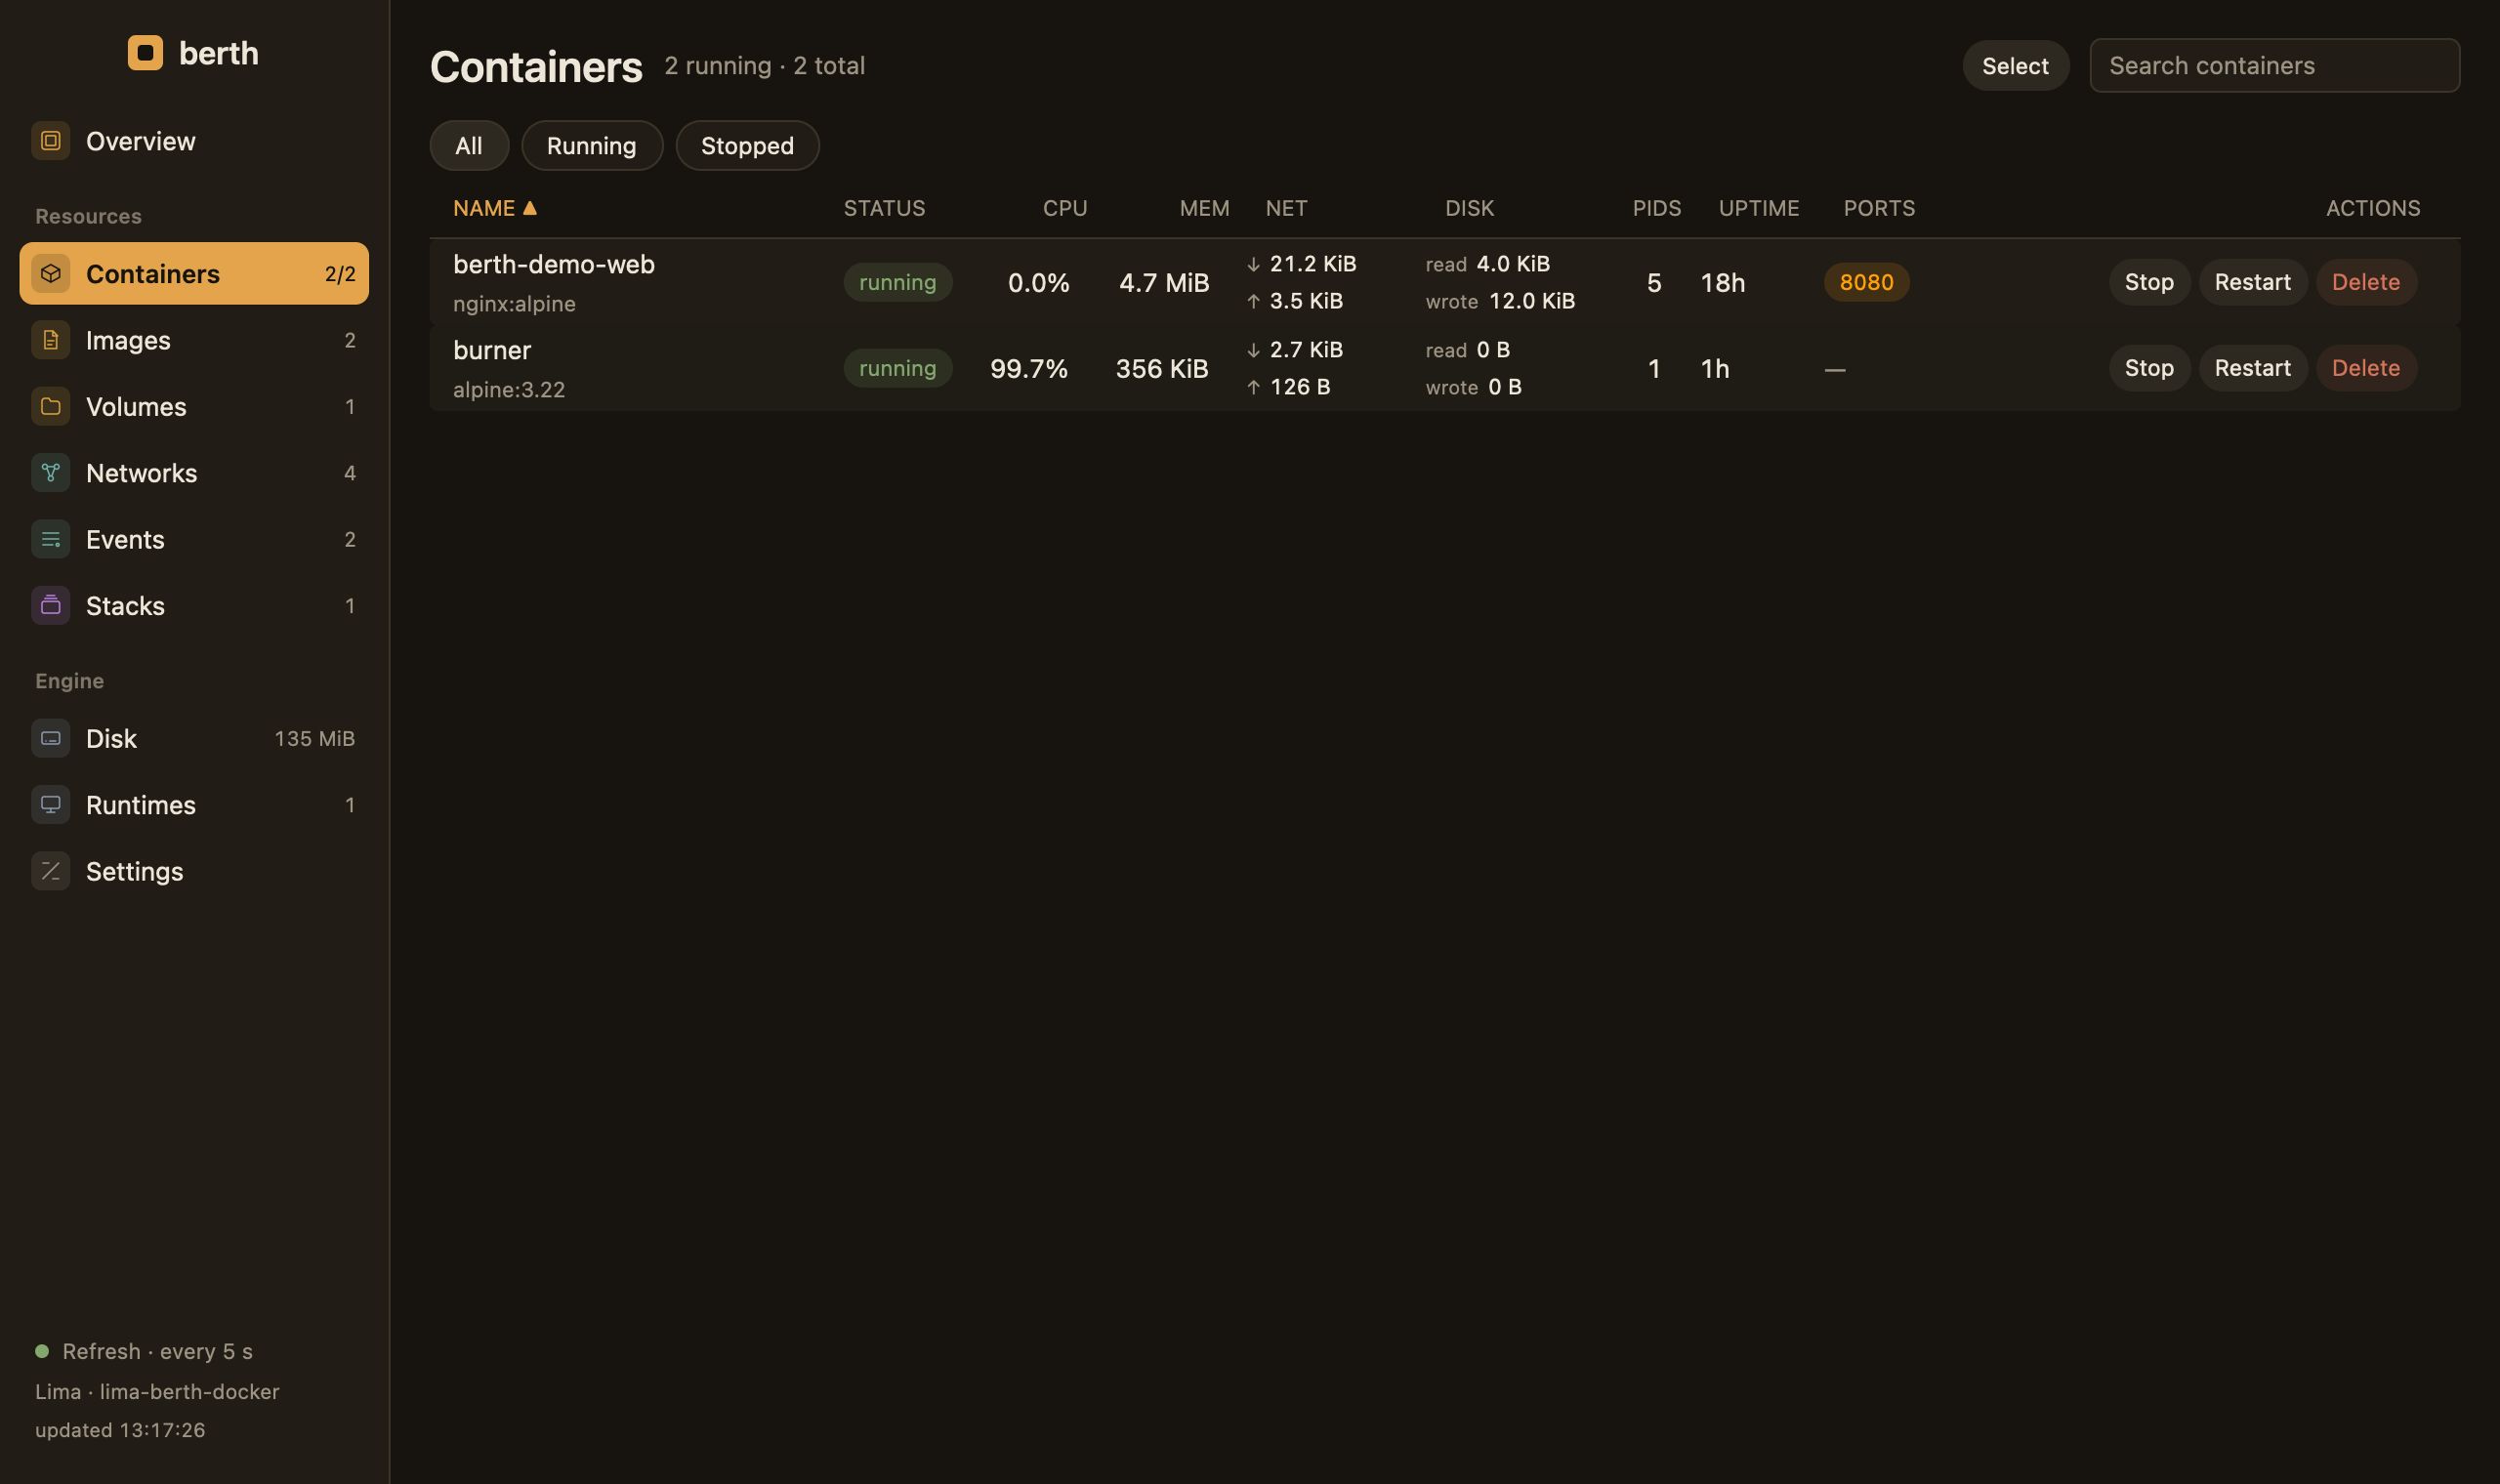 berth
Overview
Resources
Containers 2/2
Images 2
Volumes 1
Networks 4
Events 2
Stacks 1
Engine
Disk 135 MiB
Runtimes 1
Settings
Refresh · every 5 s
Lima · lima-berth-docker
updated 13:17:26
Containers 2 running · 2 total Select Search containers
All Running Stopped
NAME ▲ STATUS CPU MEM NET DISK PIDS UPTIME PORTS ACTIONS
berth-demo-web running 0.0% 4.7 MiB ↓ 21.2 KiB read 4.0 KiB 5 18h 8080 Stop Restart Delete
nginx:alpine ↑ 3.5 KiB wrote 12.0 KiB
burner running 99.7% 356 KiB ↓ 2.7 KiB read 0 B 1 1h — Stop Restart Delete
alpine:3.22 ↑ 126 B wrote 0 B